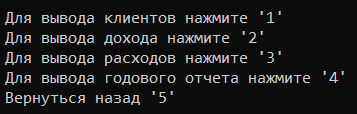 Для вывода клиентов нажмите '1'
Для вывода дохода нажмите '2'
Для вывода расходов нажмите '3'
Для вывода годового отчета нажмите '4'
Вернуться назад '5'